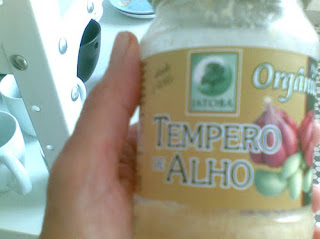 Orgân
JATOBÁ
TEMPERO
DE ALHO